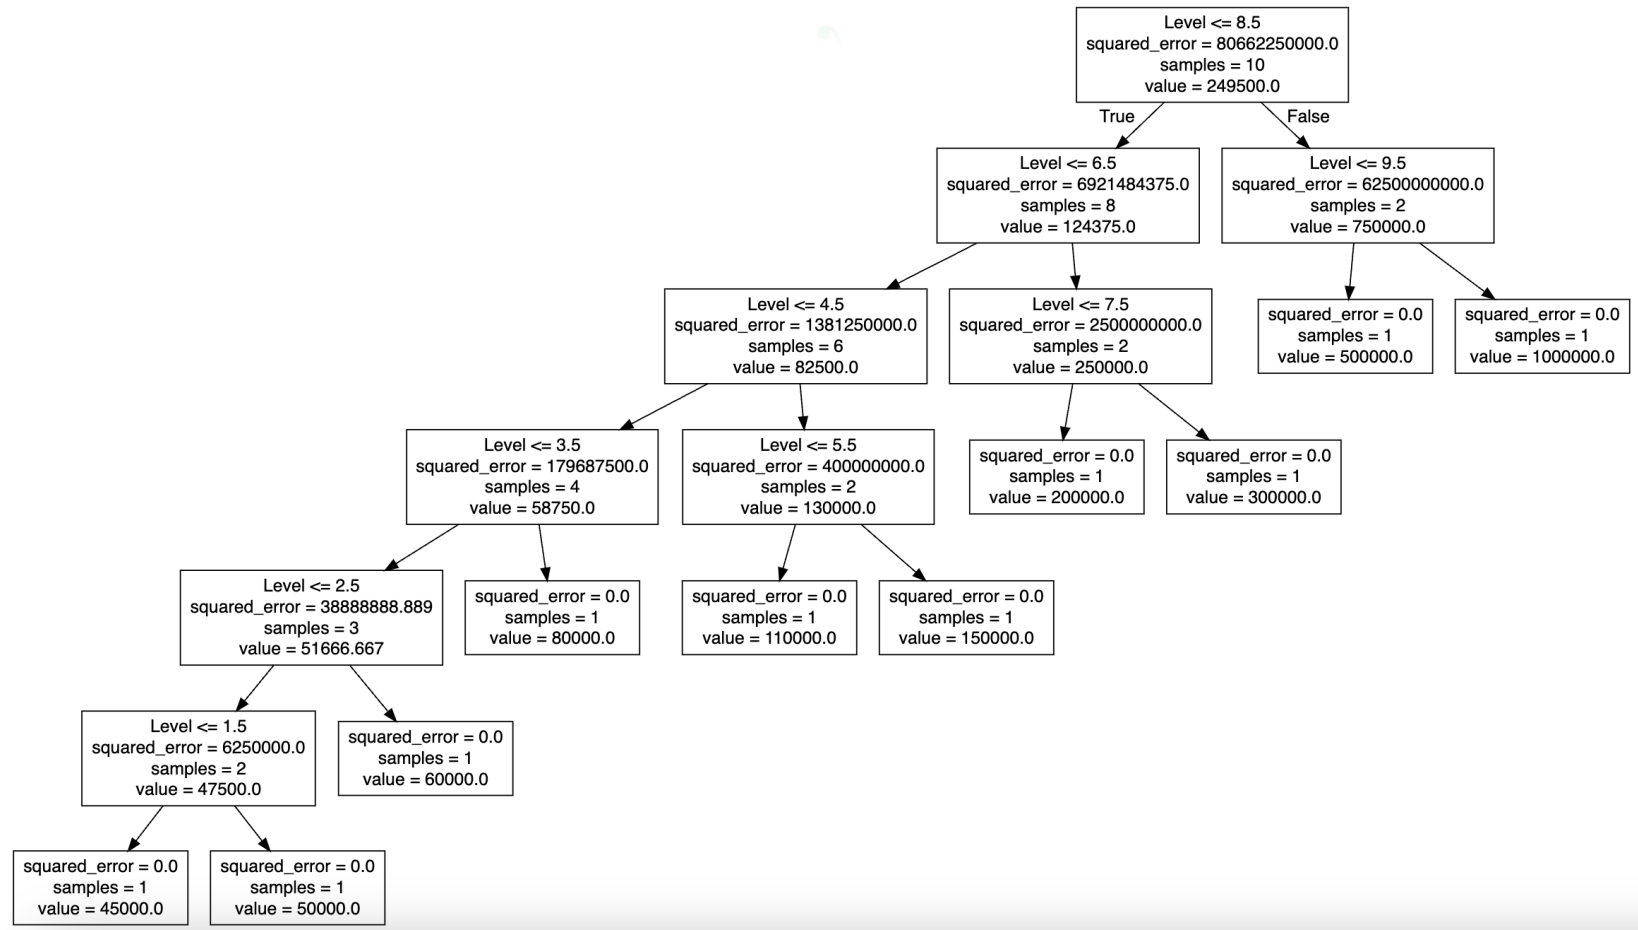 Level <= 8.5
squared_error = 80662250000.0
samples = 10
value = 249500.0
True
False
Level <= 6.5
squared_error = 6921484375.0
samples = 8
value = 124375.0
Level <= 9.5
squared_error = 62500000000.0
samples = 2
value = 750000.0
Level <= 4.5
squared_error = 1381250000.0
samples = 6
value = 82500.0
Level <= 7.5
squared_error = 2500000000.0
samples = 2
value = 250000.0
squared_error = 0.0
samples = 1
value = 500000.0
squared_error = 0.0
samples = 1
value = 1000000.0
Level <= 3.5
squared_error = 179687500.0
samples = 4
value = 58750.0
Level <= 5.5
squared_error = 400000000.0
samples = 2
value = 130000.0
squared_error = 0.0
samples = 1
value = 200000.0
squared_error = 0.0
samples = 1
value = 300000.0
Level <= 2.5
squared_error = 38888888.889
samples = 3
value = 51666.667
squared_error = 0.0
samples = 1
value = 80000.0
squared_error = 0.0
samples = 1
value = 110000.0
squared_error = 0.0
samples = 1
value = 150000.0
Level <= 1.5
squared_error = 6250000.0
samples = 2
value = 47500.0
squared_error = 0.0
samples = 1
value = 60000.0
squared_error = 0.0
samples = 1
value = 45000.0
squared_error = 0.0
samples = 1
value = 50000.0